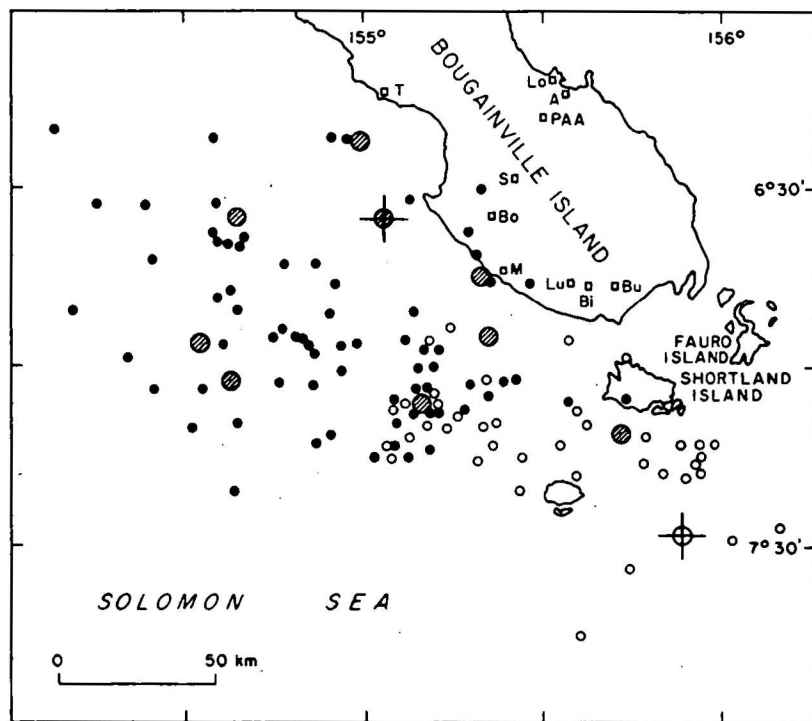 155° 156°
BOUGAINVILLE ISLAND
Lo
T
A
PAA
S
6° 30'
Bo
M
Lu
Bi
Bu
FAURO
ISLAND
SHORTLAND
ISLAND
7° 30'
SOLOMON SEA
0 50 km